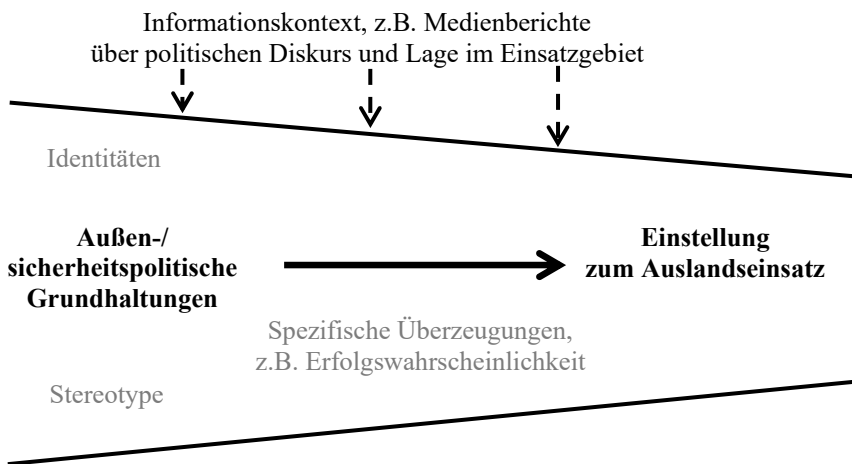 Informationskontext, z.B. Medienberichte
über politischen Diskurs und Lage im Einsatzgebiet
Identitäten
Außen-/
sicherheitspolitische
Grundhaltungen
Einstellung
zum Auslandseinsatz
Spezifische Überzeugungen,
z.B. Erfolgswahrscheinlichkeit
Stereotype